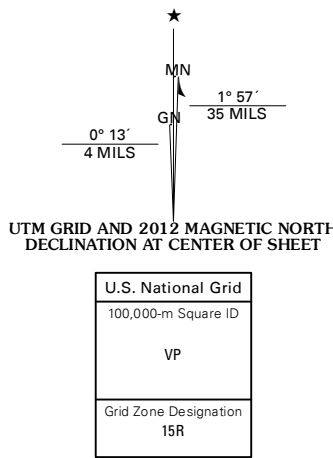 MN
GN
1° 57´
35 MILS
0° 13´
4 MILS
UTM GRID AND 2012 MAGNETIC NORTH
DECLINATION AT CENTER OF SHEET
U.S. National Grid
100,000-m Square ID
VP
Grid Zone Designation
15R